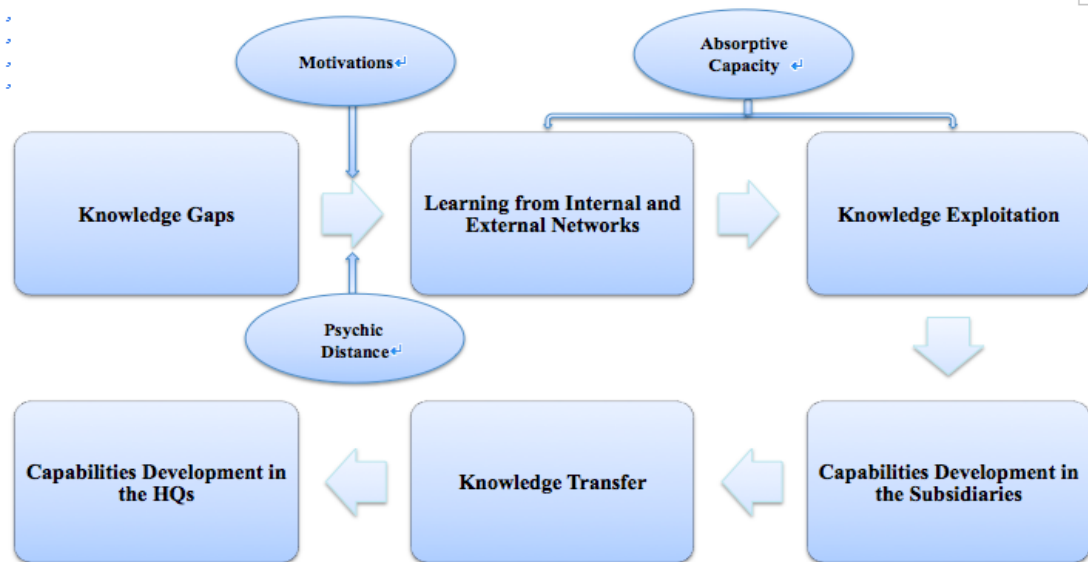 Motivations↵
Absorptive
Capacity ↵
Knowledge Gaps
Learning from Internal and
External Networks
Knowledge Exploitation
Psychic
Distance↵
Capabilities Development in
the HQs
Knowledge Transfer
Capabilities Development in
the Subsidiaries